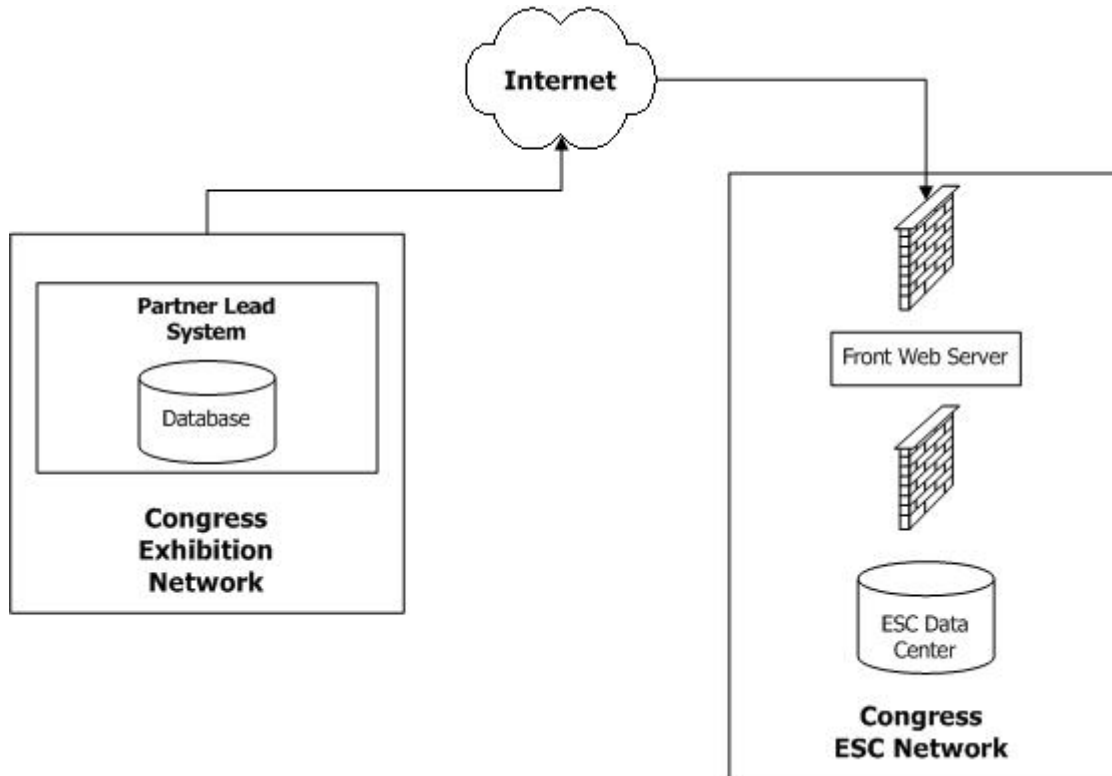 Internet
Partner Lead
System
Database
Congress
Exhibition
Network
Front Web Server
ESC Data
Center
Congress
ESC Network